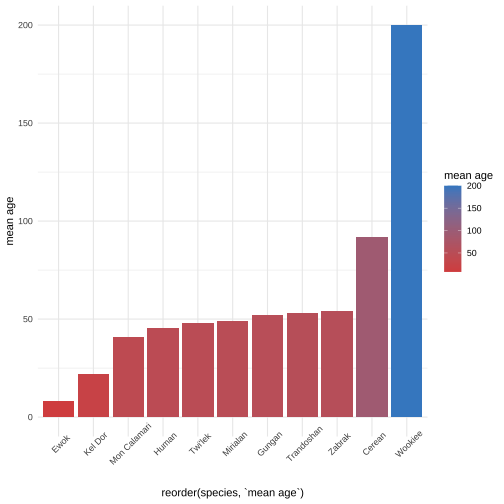 200
150
100
50
0
mean age
Ewok
Kel Dor
Mon Calamari
Human
Twi'lek
Mirialan
Gungan
Trandoshan
Zabrak
Cerean
Wookiee
reorder(species, `mean age`)
mean age
200
150
100
50